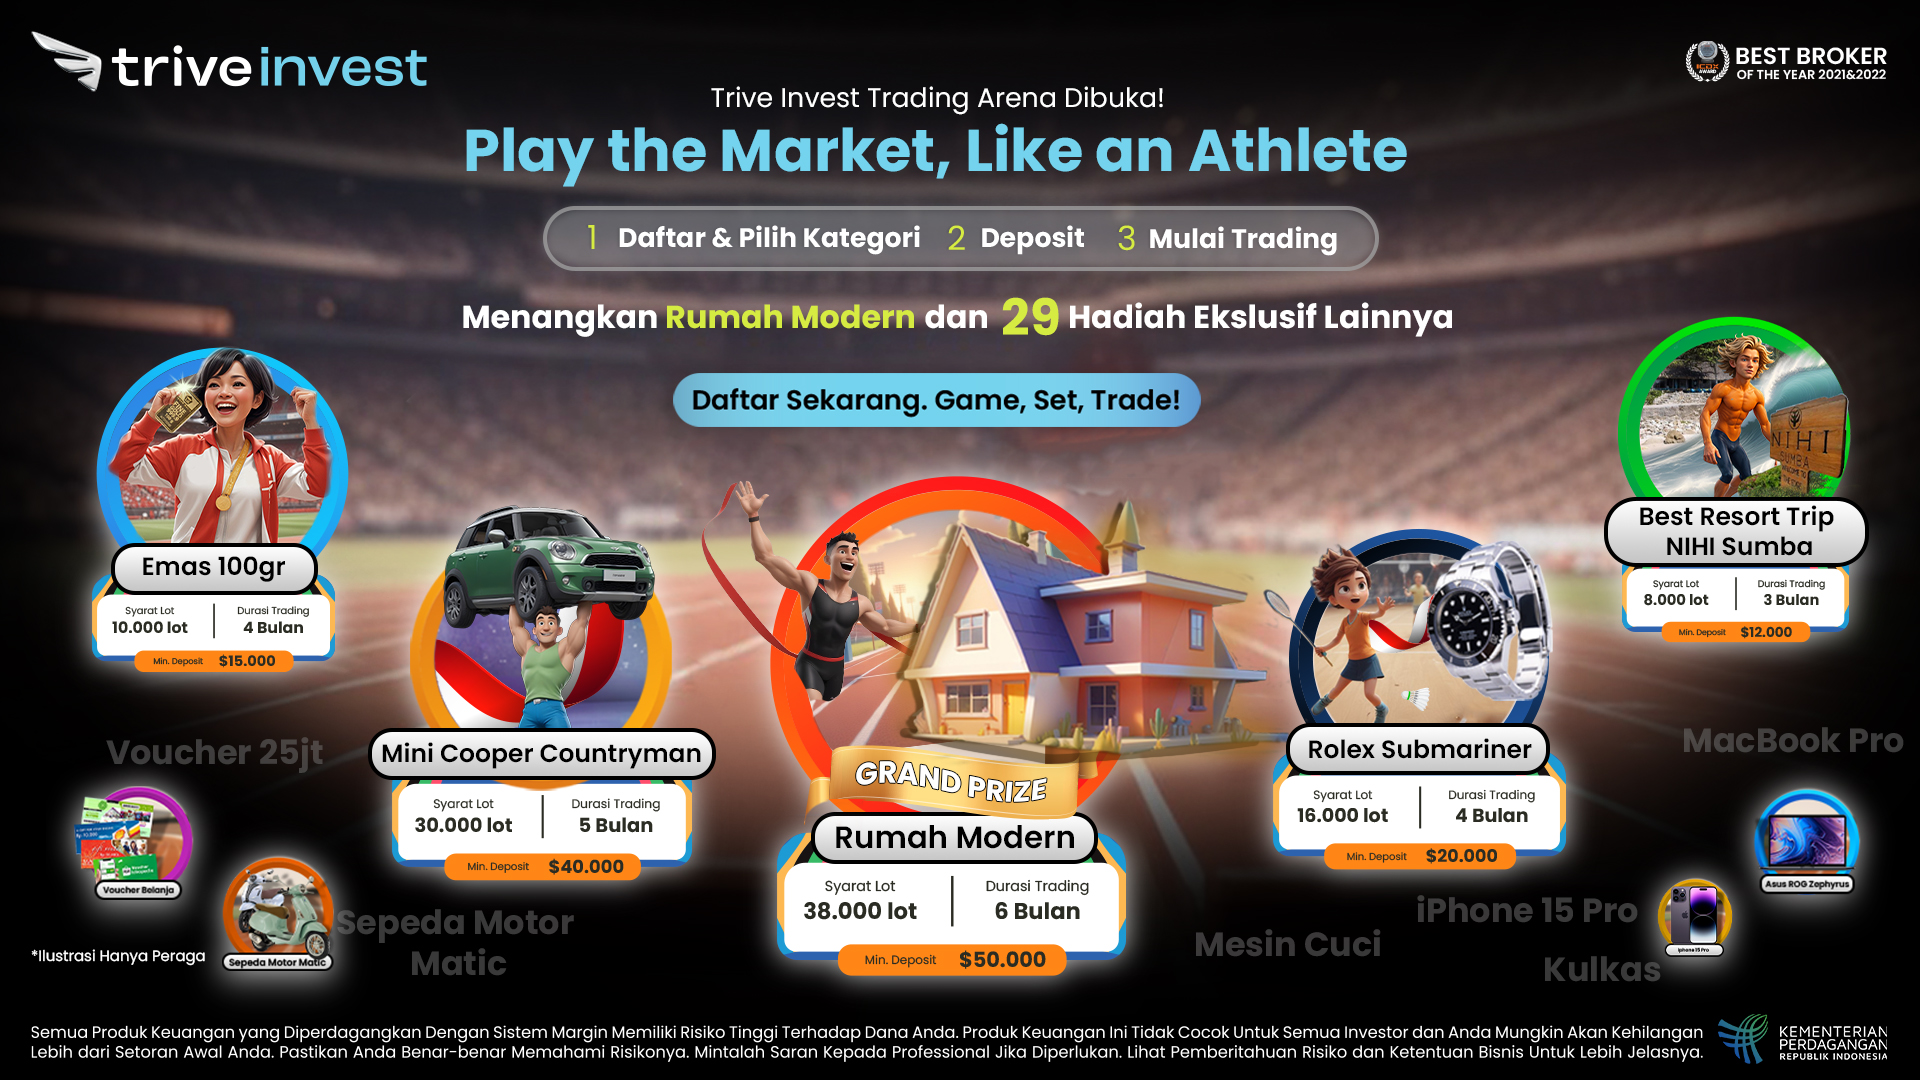 triveinvest
BEST BROKER
OF THE YEAR 2021&2022
Trive Invest Trading Arena Dibuka!
Play the Market, Like an Athlete
1 Daftar & Pilih Kategori 2 Deposit 3 Mulai Trading
Menangkan Rumah Modern dan 29 Hadiah Ekslusif Lainnya
Daftar Sekarang. Game, Set, Trade!
Emas 100gr
Syarat Lot
10.000 lot
Durasi Trading
4 Bulan
Min. Deposit $15.000
Mini Cooper Countryman
Syarat Lot
30.000 lot
Durasi Trading
5 Bulan
Min. Deposit $40.000
GRAND PRIZE
Rumah Modern
Syarat Lot
38.000 lot
Durasi Trading
6 Bulan
Min. Deposit $50.000
Rolex Submariner
Syarat Lot
16.000 lot
Durasi Trading
4 Bulan
Min. Deposit $20.000
NIHI
SUMBA
Best Resort Trip
NIHI Sumba
Syarat Lot
8.000 lot
Durasi Trading
3 Bulan
Min. Deposit $12.000
Voucher 25jt
Voucher Belanja
Sepeda Motor Matic
Sepeda Motor
Matic
Mesin Cuci
iPhone 15 Pro
Kulkas
Iphone 15 Pro
MacBook Pro
Asus ROG Zephyrus
*Ilustrasi Hanya Peraga
Semua Produk Keuangan yang Diperdagangkan Dengan Sistem Margin Memiliki Risiko Tinggi Terhadap Dana Anda. Produk Keuangan Ini Tidak Cocok Untuk Semua Investor dan Anda Mungkin Akan Kehilangan
Lebih dari Setoran Awal Anda. Pastikan Anda Benar-benar Memahami Risikonya. Mintalah Saran Kepada Professional Jika Diperlukan. Lihat Pemberitahuan Risiko dan Ketentuan Bisnis Untuk Lebih Jelasnya.
KEMENTERIAN
PERDAGANGAN
REPUBLIK INDONESIA